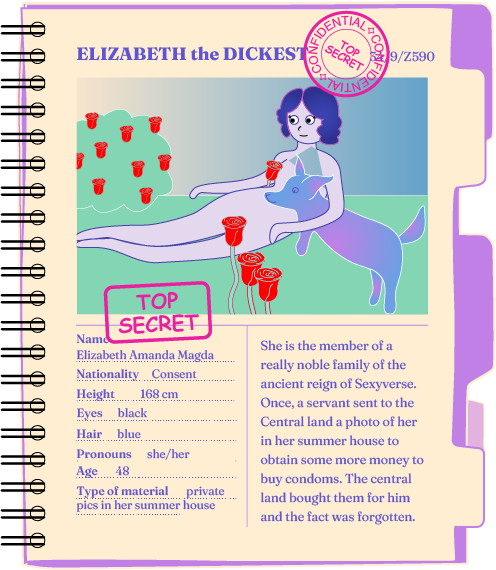 ELIZABETH the DICKEST
CONFIDENTIAL
CONFIDENTIAL
TOP
SECRET
9/Z590
TOP
SECRET
Name
Elizabeth Amanda Magda
Nationality Consent
Height 168 cm
Eyes black
Hair blue
Pronouns she/her
Age 48
Type of material private
pics in her summer house
She is the member of a
really noble family of the
ancient reign of Sexyverse.
Once, a servant sent to the
Central land a photo of her
in her summer house to
obtain some more money to
buy condoms. The central
land bought them for him
and the fact was forgotten.